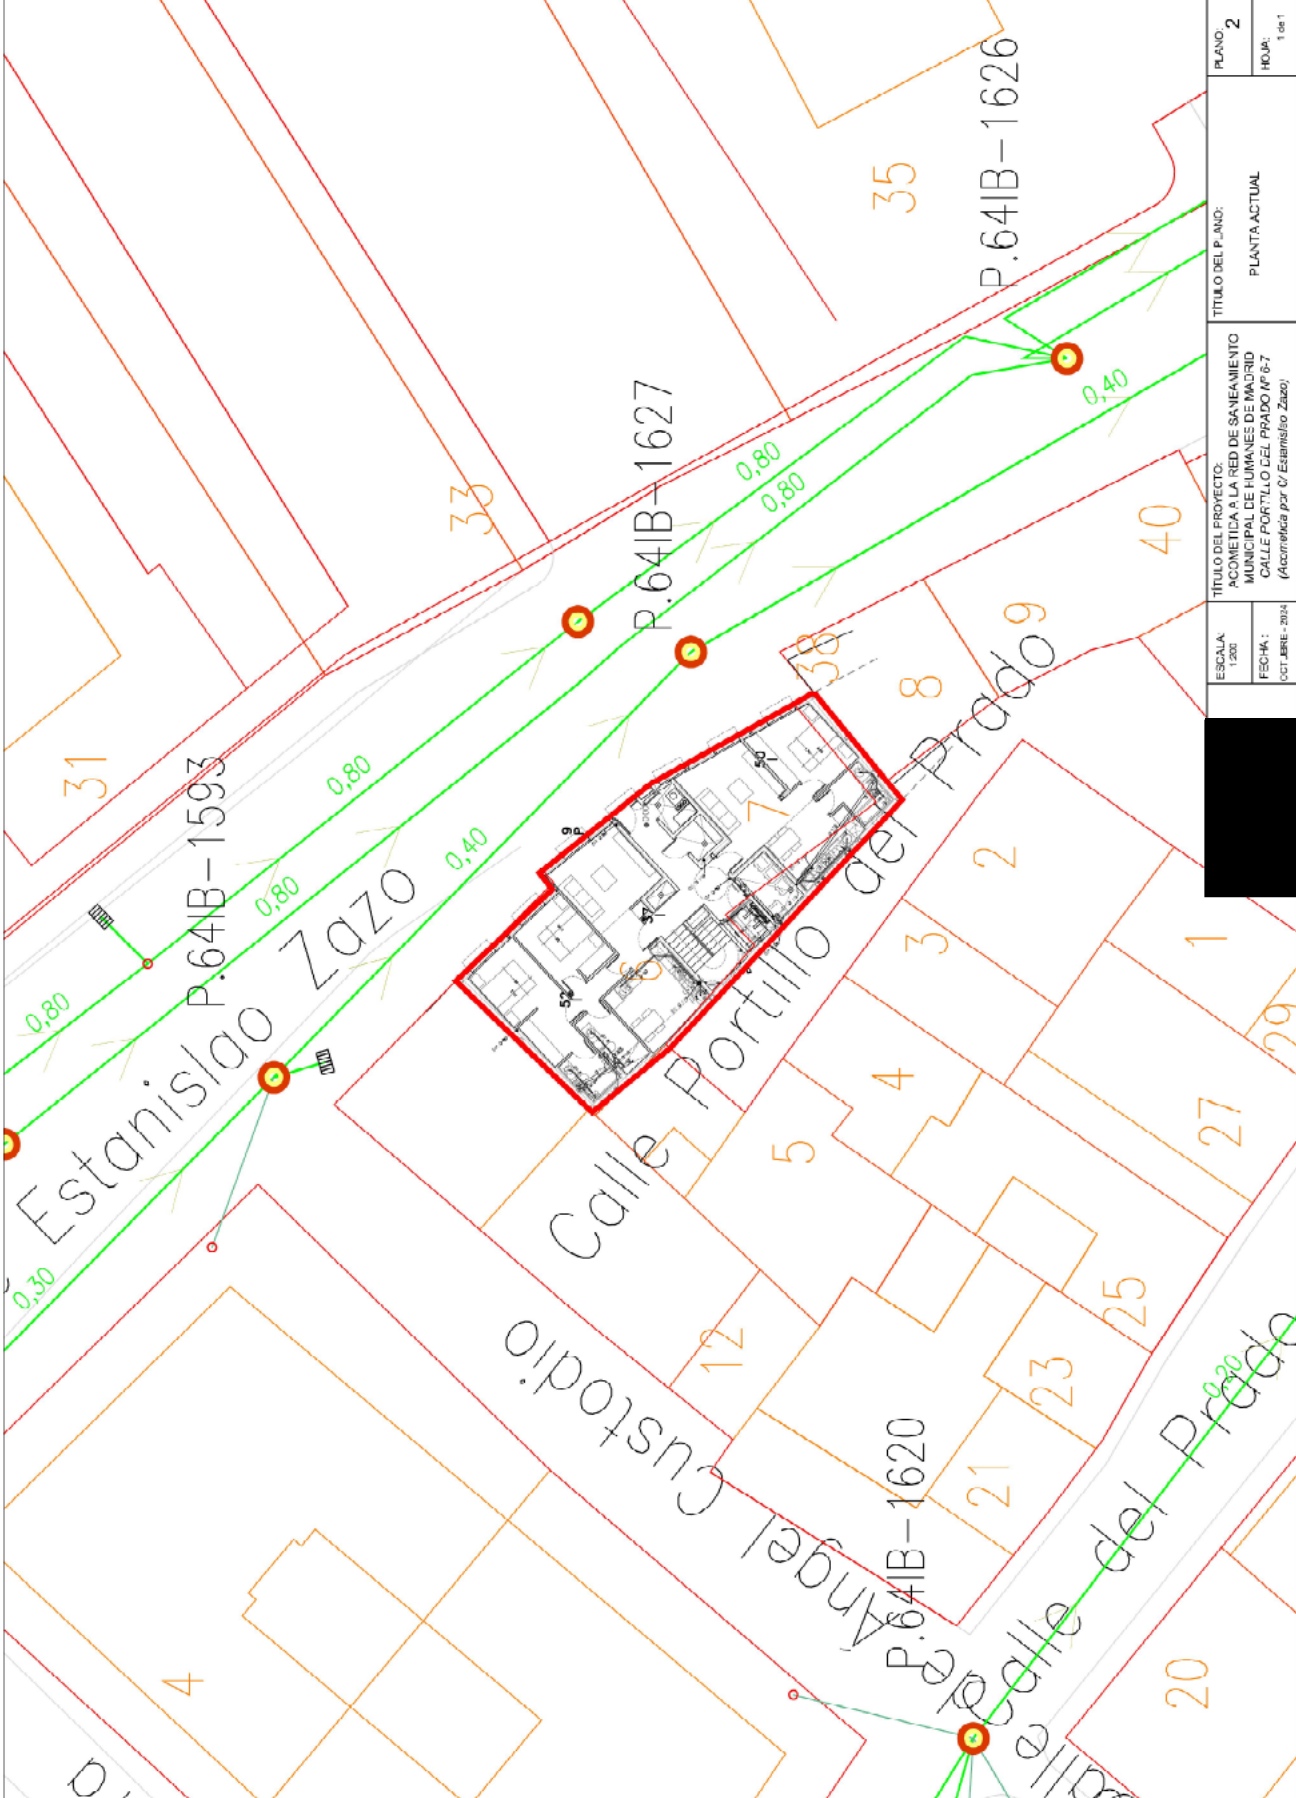 PLANO:
2
HOJA:
1 de 1
TÍTULO DEL PLANO:
PLANTA ACTUAL
TÍTULO DEL PROYECTO:
ACOMETIDA A LA RED DE SANEAMIENTO
MUNICIPAL DE HUMANES DE MADRID
CALLE PORTILLO DEL PRADO Nº 6-7
(Acometida por C/ Estanislao Zazo)
ESCALA:
1:200
FECHA:
OCTUBRE - 2024
P.64IB-1626
P.64IB-1627
P.64IB-1593
P.64IB-1620
Estanislao Zazo
Calle Portillo del Prado
Calle del Prado
Calle de Ángel Custodio
35
33
31
0,80
0,80
0,80
0,80
0,80
0,40
0,40
0,30
0,20
38
40
9
8
7
6
2
3
4
5
1
29
27
25
23
21
12
20
4